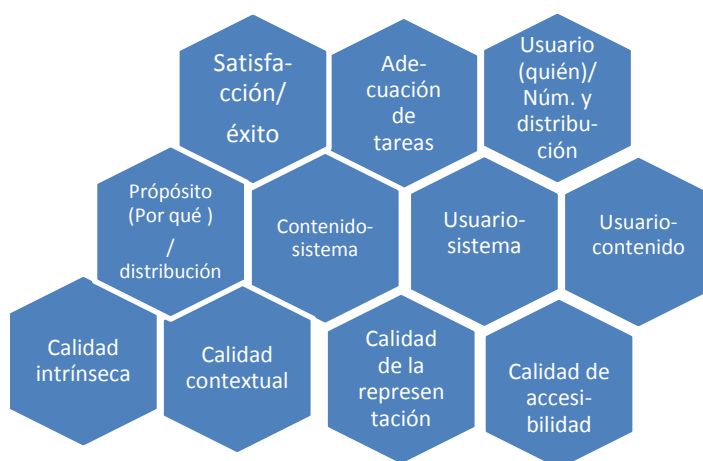 Satisfa-
cción/
éxito
Ade-
cuación
de
tareas
Usuario
(quién)/
Núm. y
distribu-
ción
Própósito
(Por qué )
/
distribución
Contenido-
sistema
Usuario-
sistema
Usuario-
contenido
Calidad
intrínseca
Calidad
contextual
Calidad
de la
represen
tación
Calidad de
accesi-
bilidad